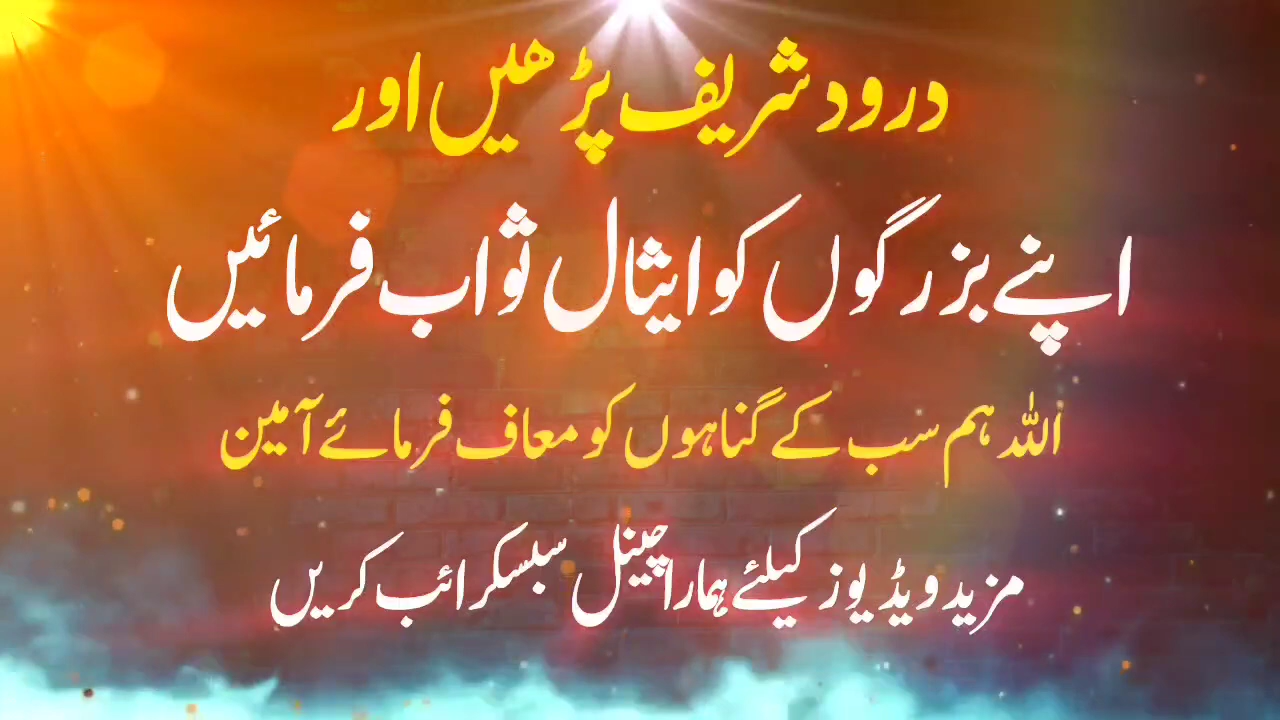 درود شریف پڑھیں اور
اپنے بزرگوں کو ایثال ثواب فرمائیں
اللہ ہم سب کے گناہوں کو معاف فرمائے آمین
مزید ویڈیوز کیلئے ہمارا چینل سبسکرائب کریں